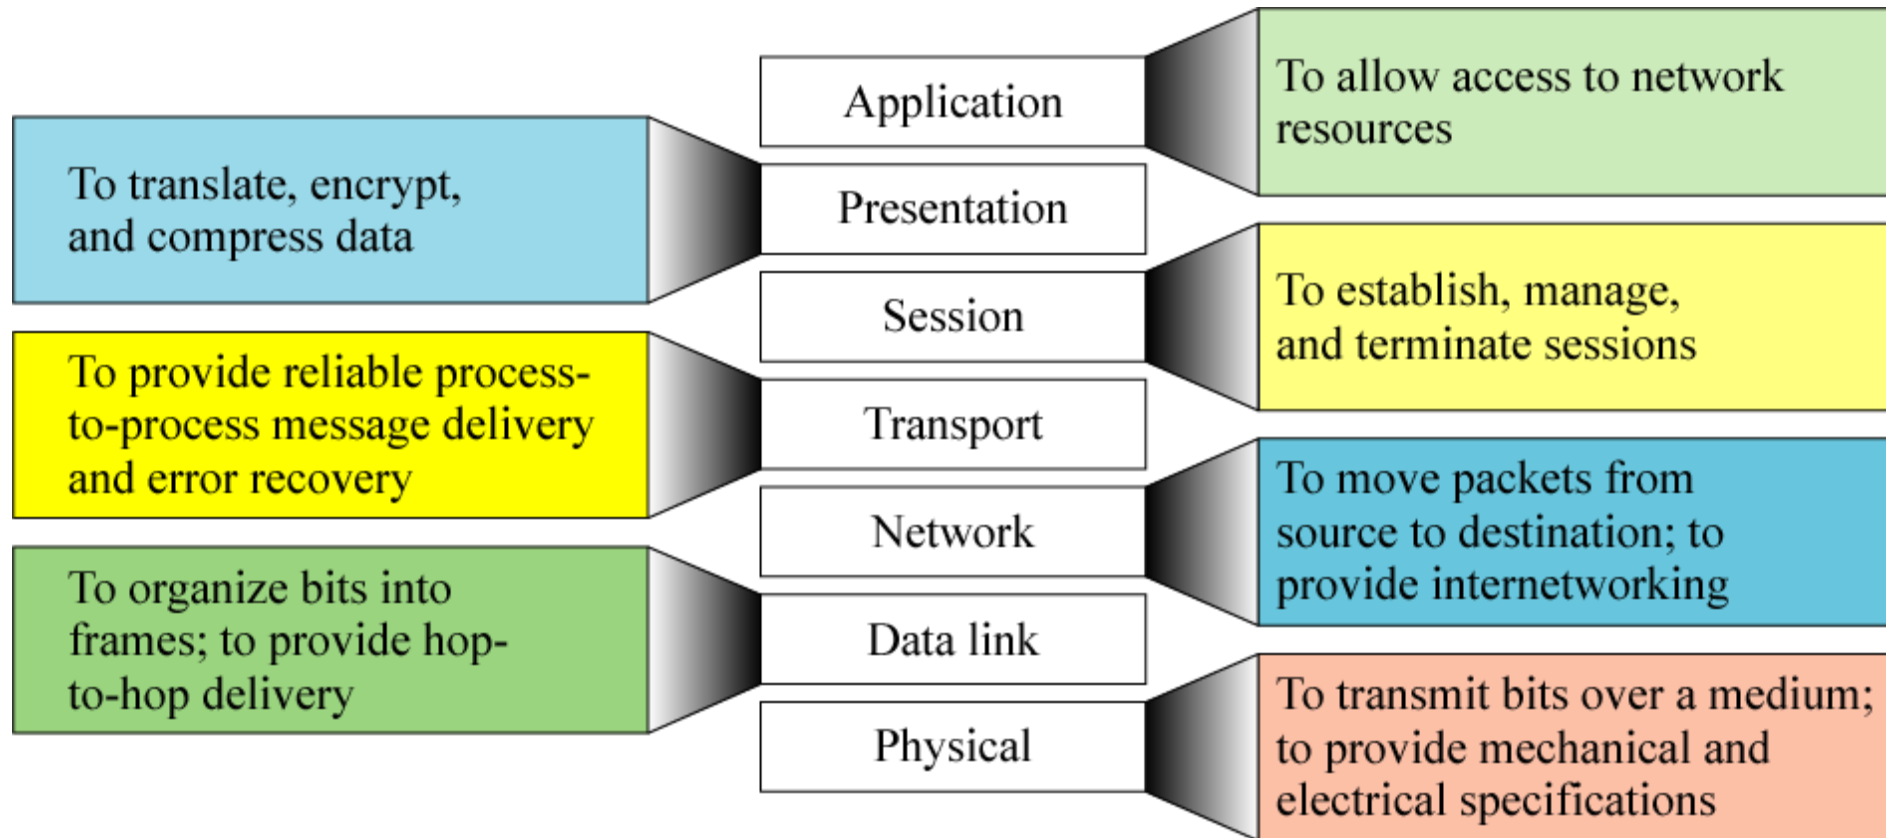 Application
To allow access to network
resources
To translate, encrypt,
and compress data
Presentation
Session
To establish, manage,
and terminate sessions
To provide reliable process-
to-process message delivery
and error recovery
Transport
Network
To move packets from
source to destination; to
provide internetworking
To organize bits into
frames; to provide hop-
to-hop delivery
Data link
Physical
To transmit bits over a medium;
to provide mechanical and
electrical specifications